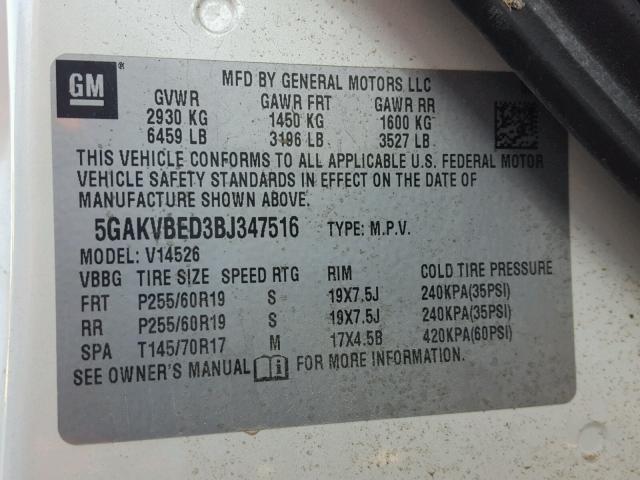 GM
MFD BY GENERAL MOTORS LLC
GVWR GAWR FRT GAWR RR
2930 KG 1450 KG 1600 KG
6459 LB 3196 LB 3527 LB
THIS VEHICLE CONFORMS TO ALL APPLICABLE U.S. FEDERAL MOTOR
VEHICLE SAFETY STANDARDS IN EFFECT ON THE DATE OF
MANUFACTURE SHOWN ABOVE.
5GAKVBED3BJ347516 TYPE: M.P.V.
MODEL: V14526
VBBG TIRE SIZE SPEED RTG RIM COLD TIRE PRESSURE
FRT P255/60R19 S 19X7.5J 240KPA(35PSI)
RR P255/60R19 S 19X7.5J 240KPA(35PSI)
SPA T145/70R17 M 17X4.5B 420KPA(60PSI)
SEE OWNER'S MANUAL FOR MORE INFORMATION.